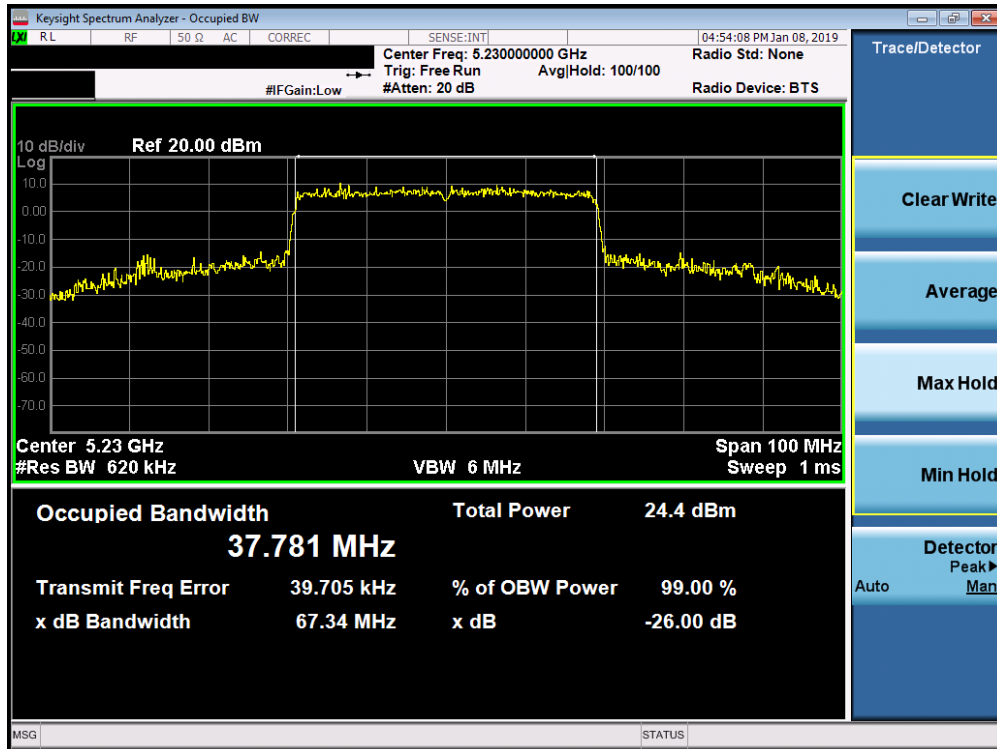 Keysight Spectrum Analyzer - Occupied BW
LXI RL RF 50 Ω AC CORREC SENSE:INT 04:54:08 PM Jan 08, 2019
Center Freq: 5.230000000 GHz Radio Std: None
Trig: Free Run Avg|Hold: 100/100
#IFGain:Low #Atten: 20 dB Radio Device: BTS
Trace/Detector
10 dB/div Ref 20.00 dBm
Log
10.0
0.00
-10.0
-20.0
-30.0
-40.0
-50.0
-60.0
-70.0
Center 5.23 GHz Span 100 MHz
#Res BW 620 kHz VBW 6 MHz Sweep 1 ms
Occupied Bandwidth Total Power 24.4 dBm
37.781 MHz
Transmit Freq Error 39.705 kHz % of OBW Power 99.00 %
x dB Bandwidth 67.34 MHz x dB -26.00 dB
Clear Write
Average
Max Hold
Min Hold
Detector
Peak▶
Auto Man
MSG STATUS